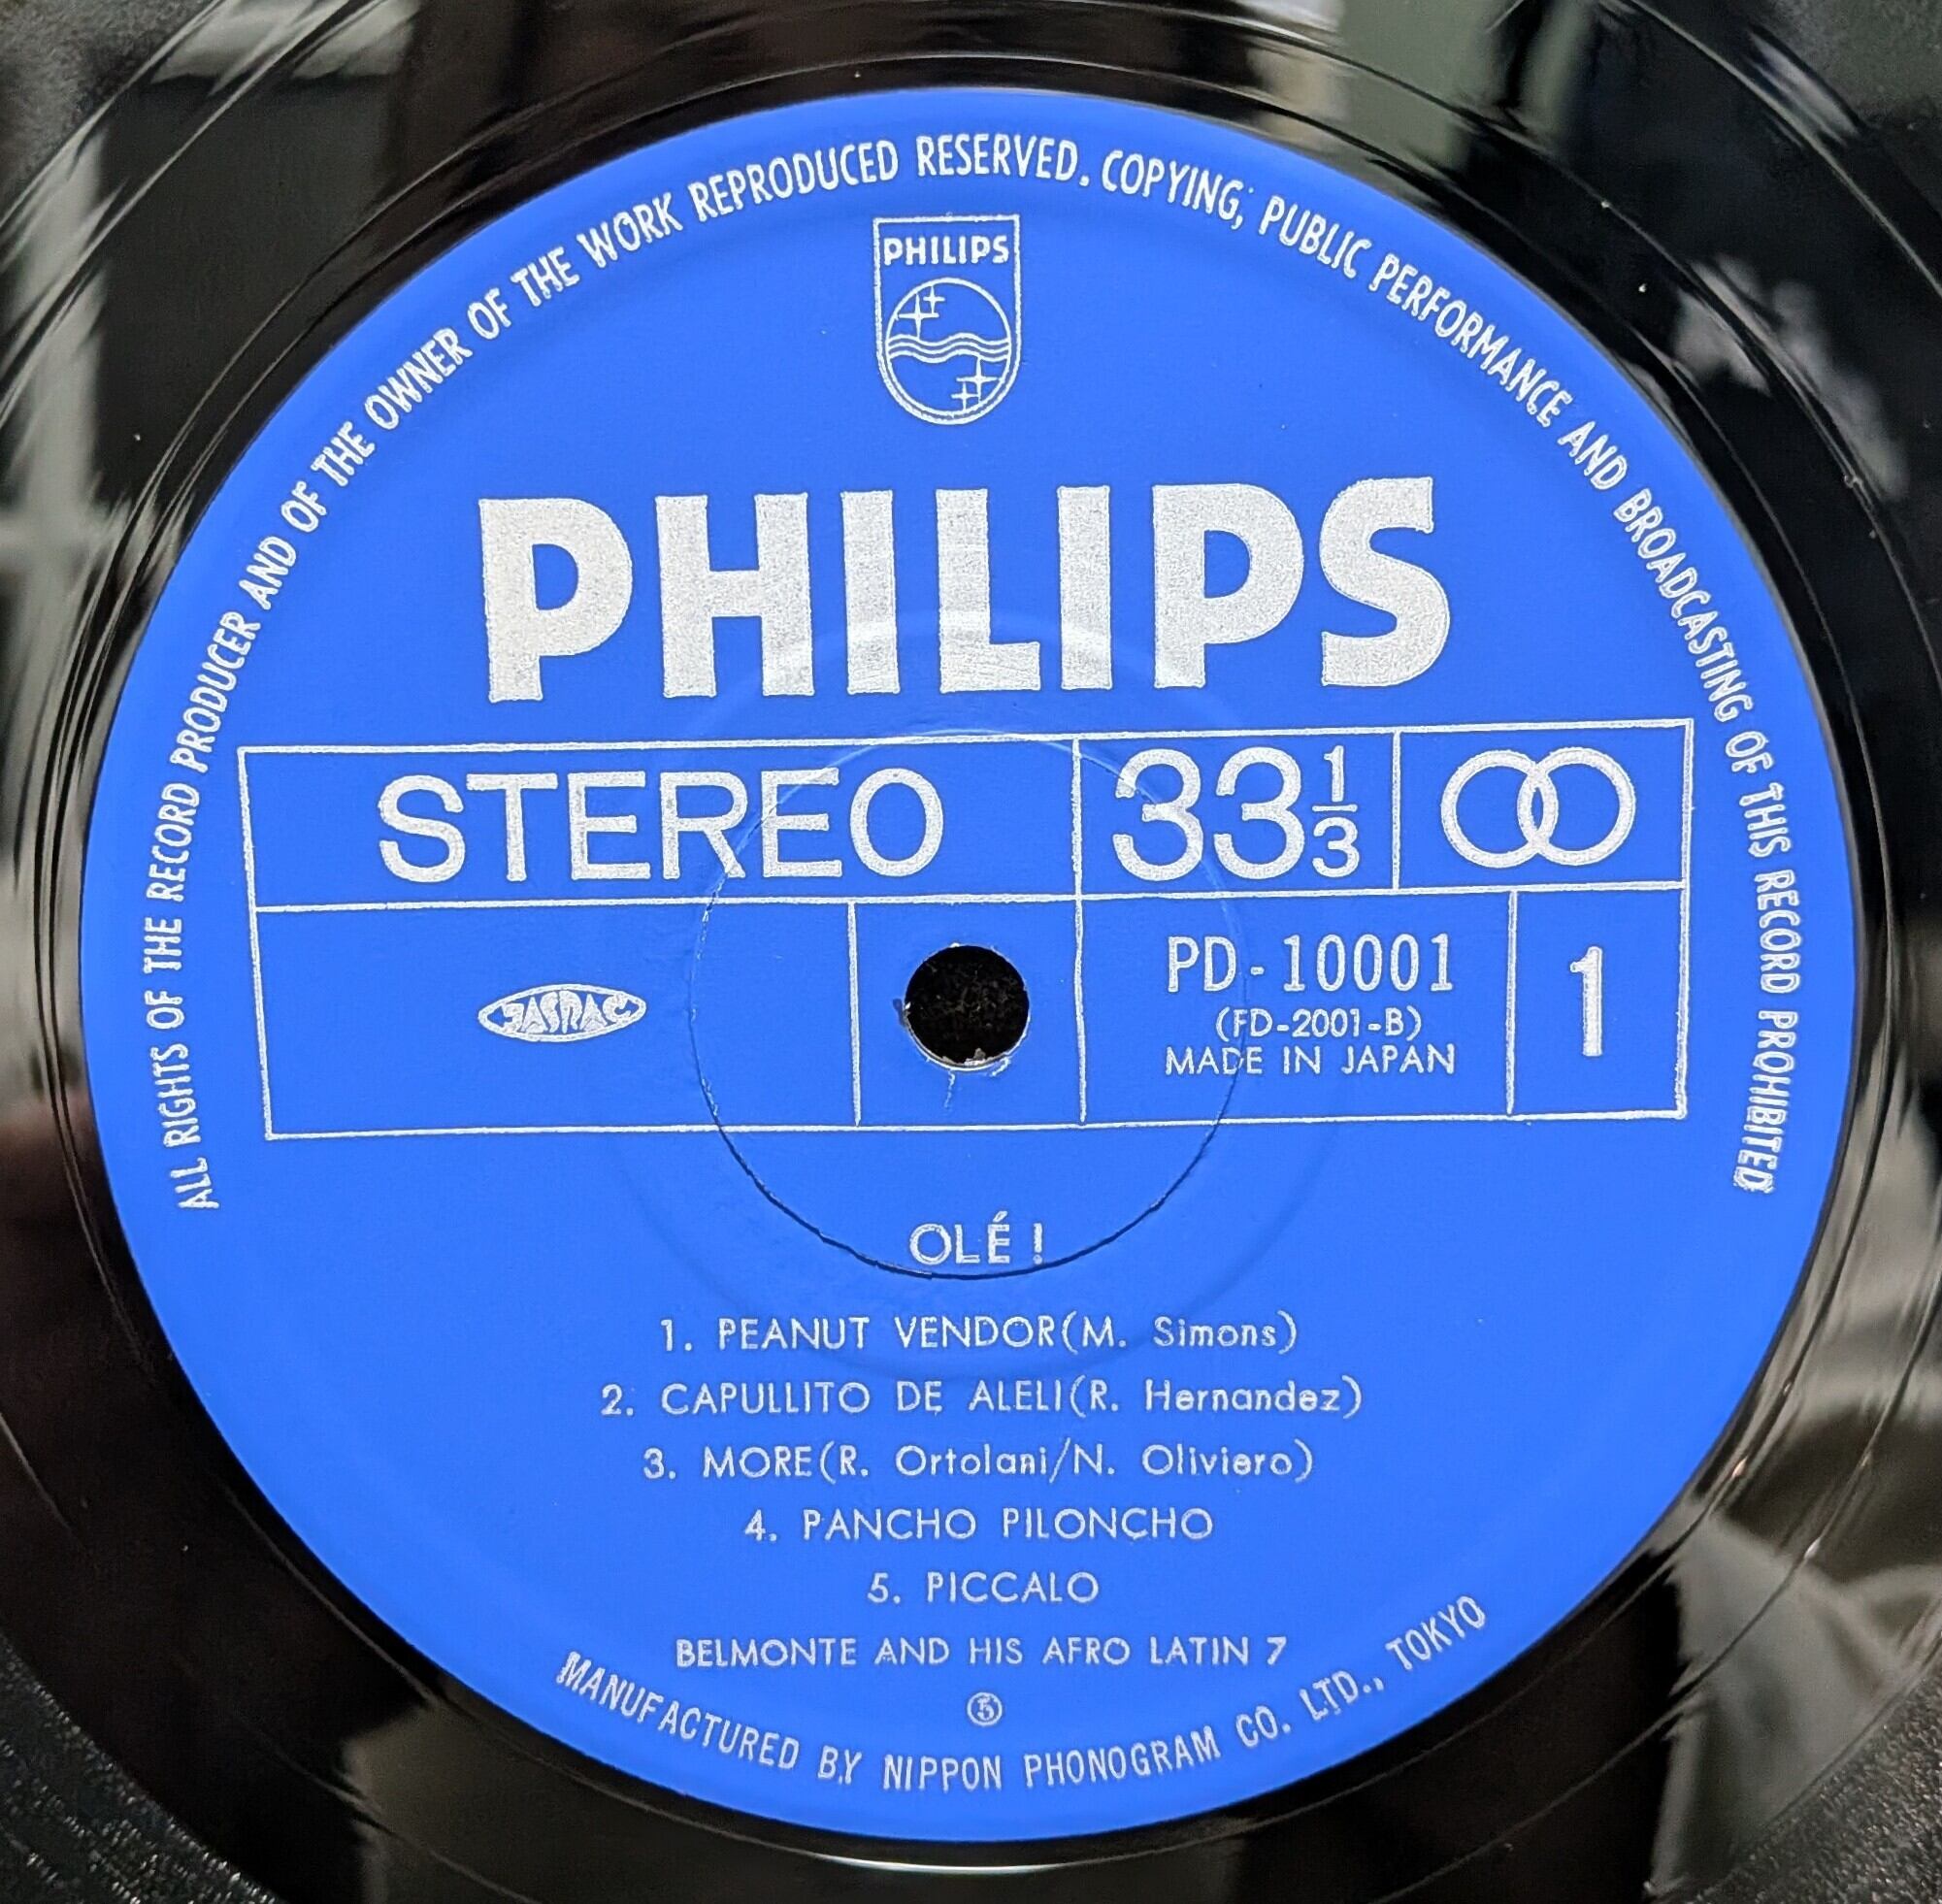 ALL RIGHTS OF THE RECORD PRODUCER AND OF THE OWNER OF THE WORK REPRODUCED RESERVED. COPYING, PUBLIC PERFORMANCE AND BROADCASTING OF THIS RECORD PROHIBITED
PHILIPS
PHILIPS
STEREO
33 1/3
JASRAC
PD-10001
(FD-2001-B)
MADE IN JAPAN
1
OLÉ!
1. PEANUT VENDOR(M. Simons)
2. CAPULLITO DE ALELI(R. Hernandez)
3. MORE(R. Ortolani/N. Oliviero)
4. PANCHO PILONCHO
5. PICCALO
BELMONTE AND HIS AFRO LATIN 7
⑤
MANUFACTURED BY NIPPON PHONOGRAM CO. LTD., TOKYO